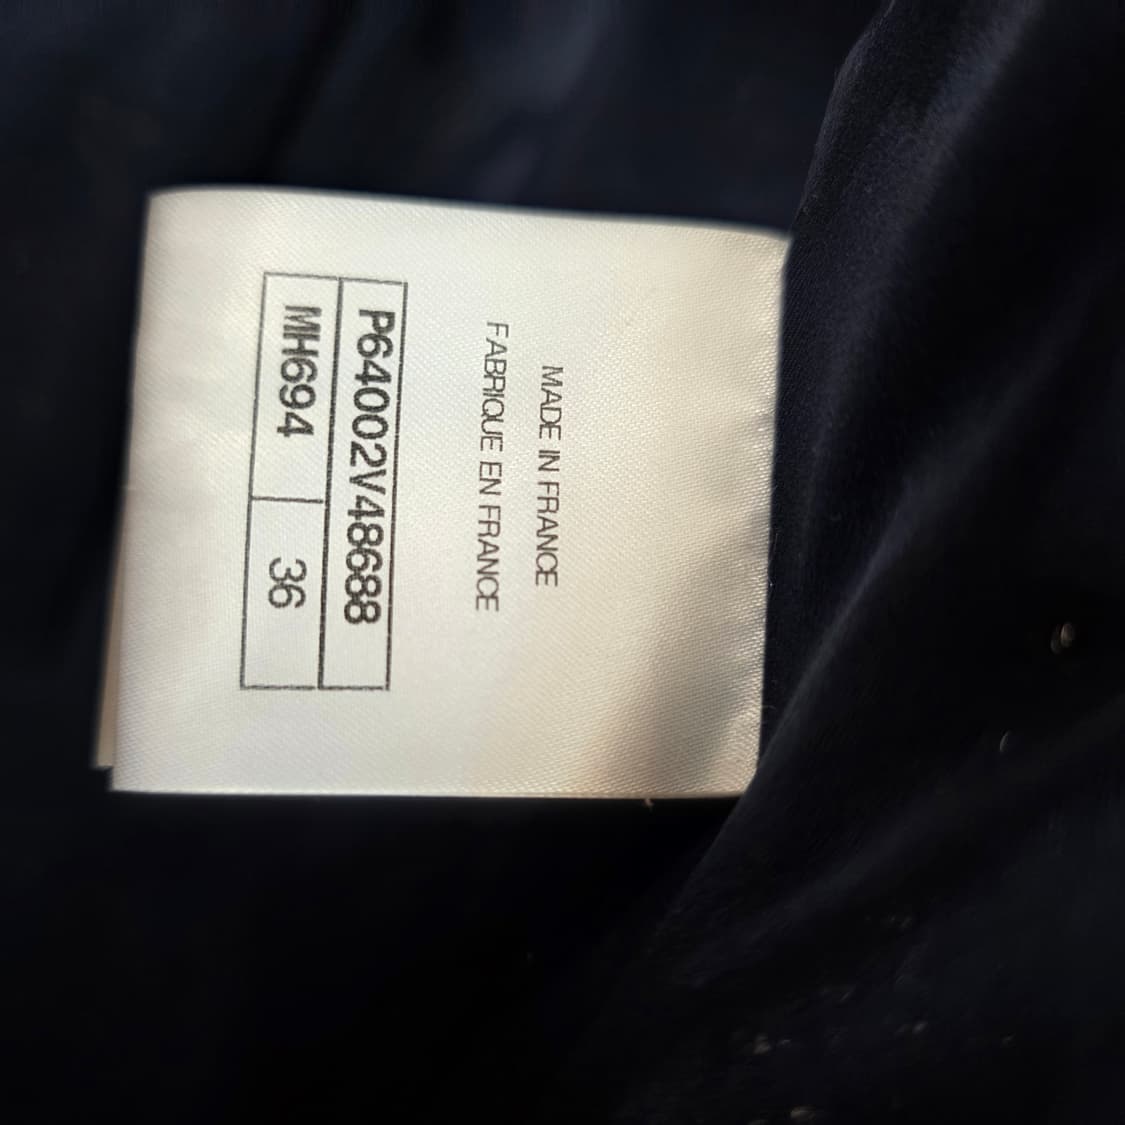 MADE IN FRANCE
FABRIQUE EN FRANCE
P64002V48688
MH694 36